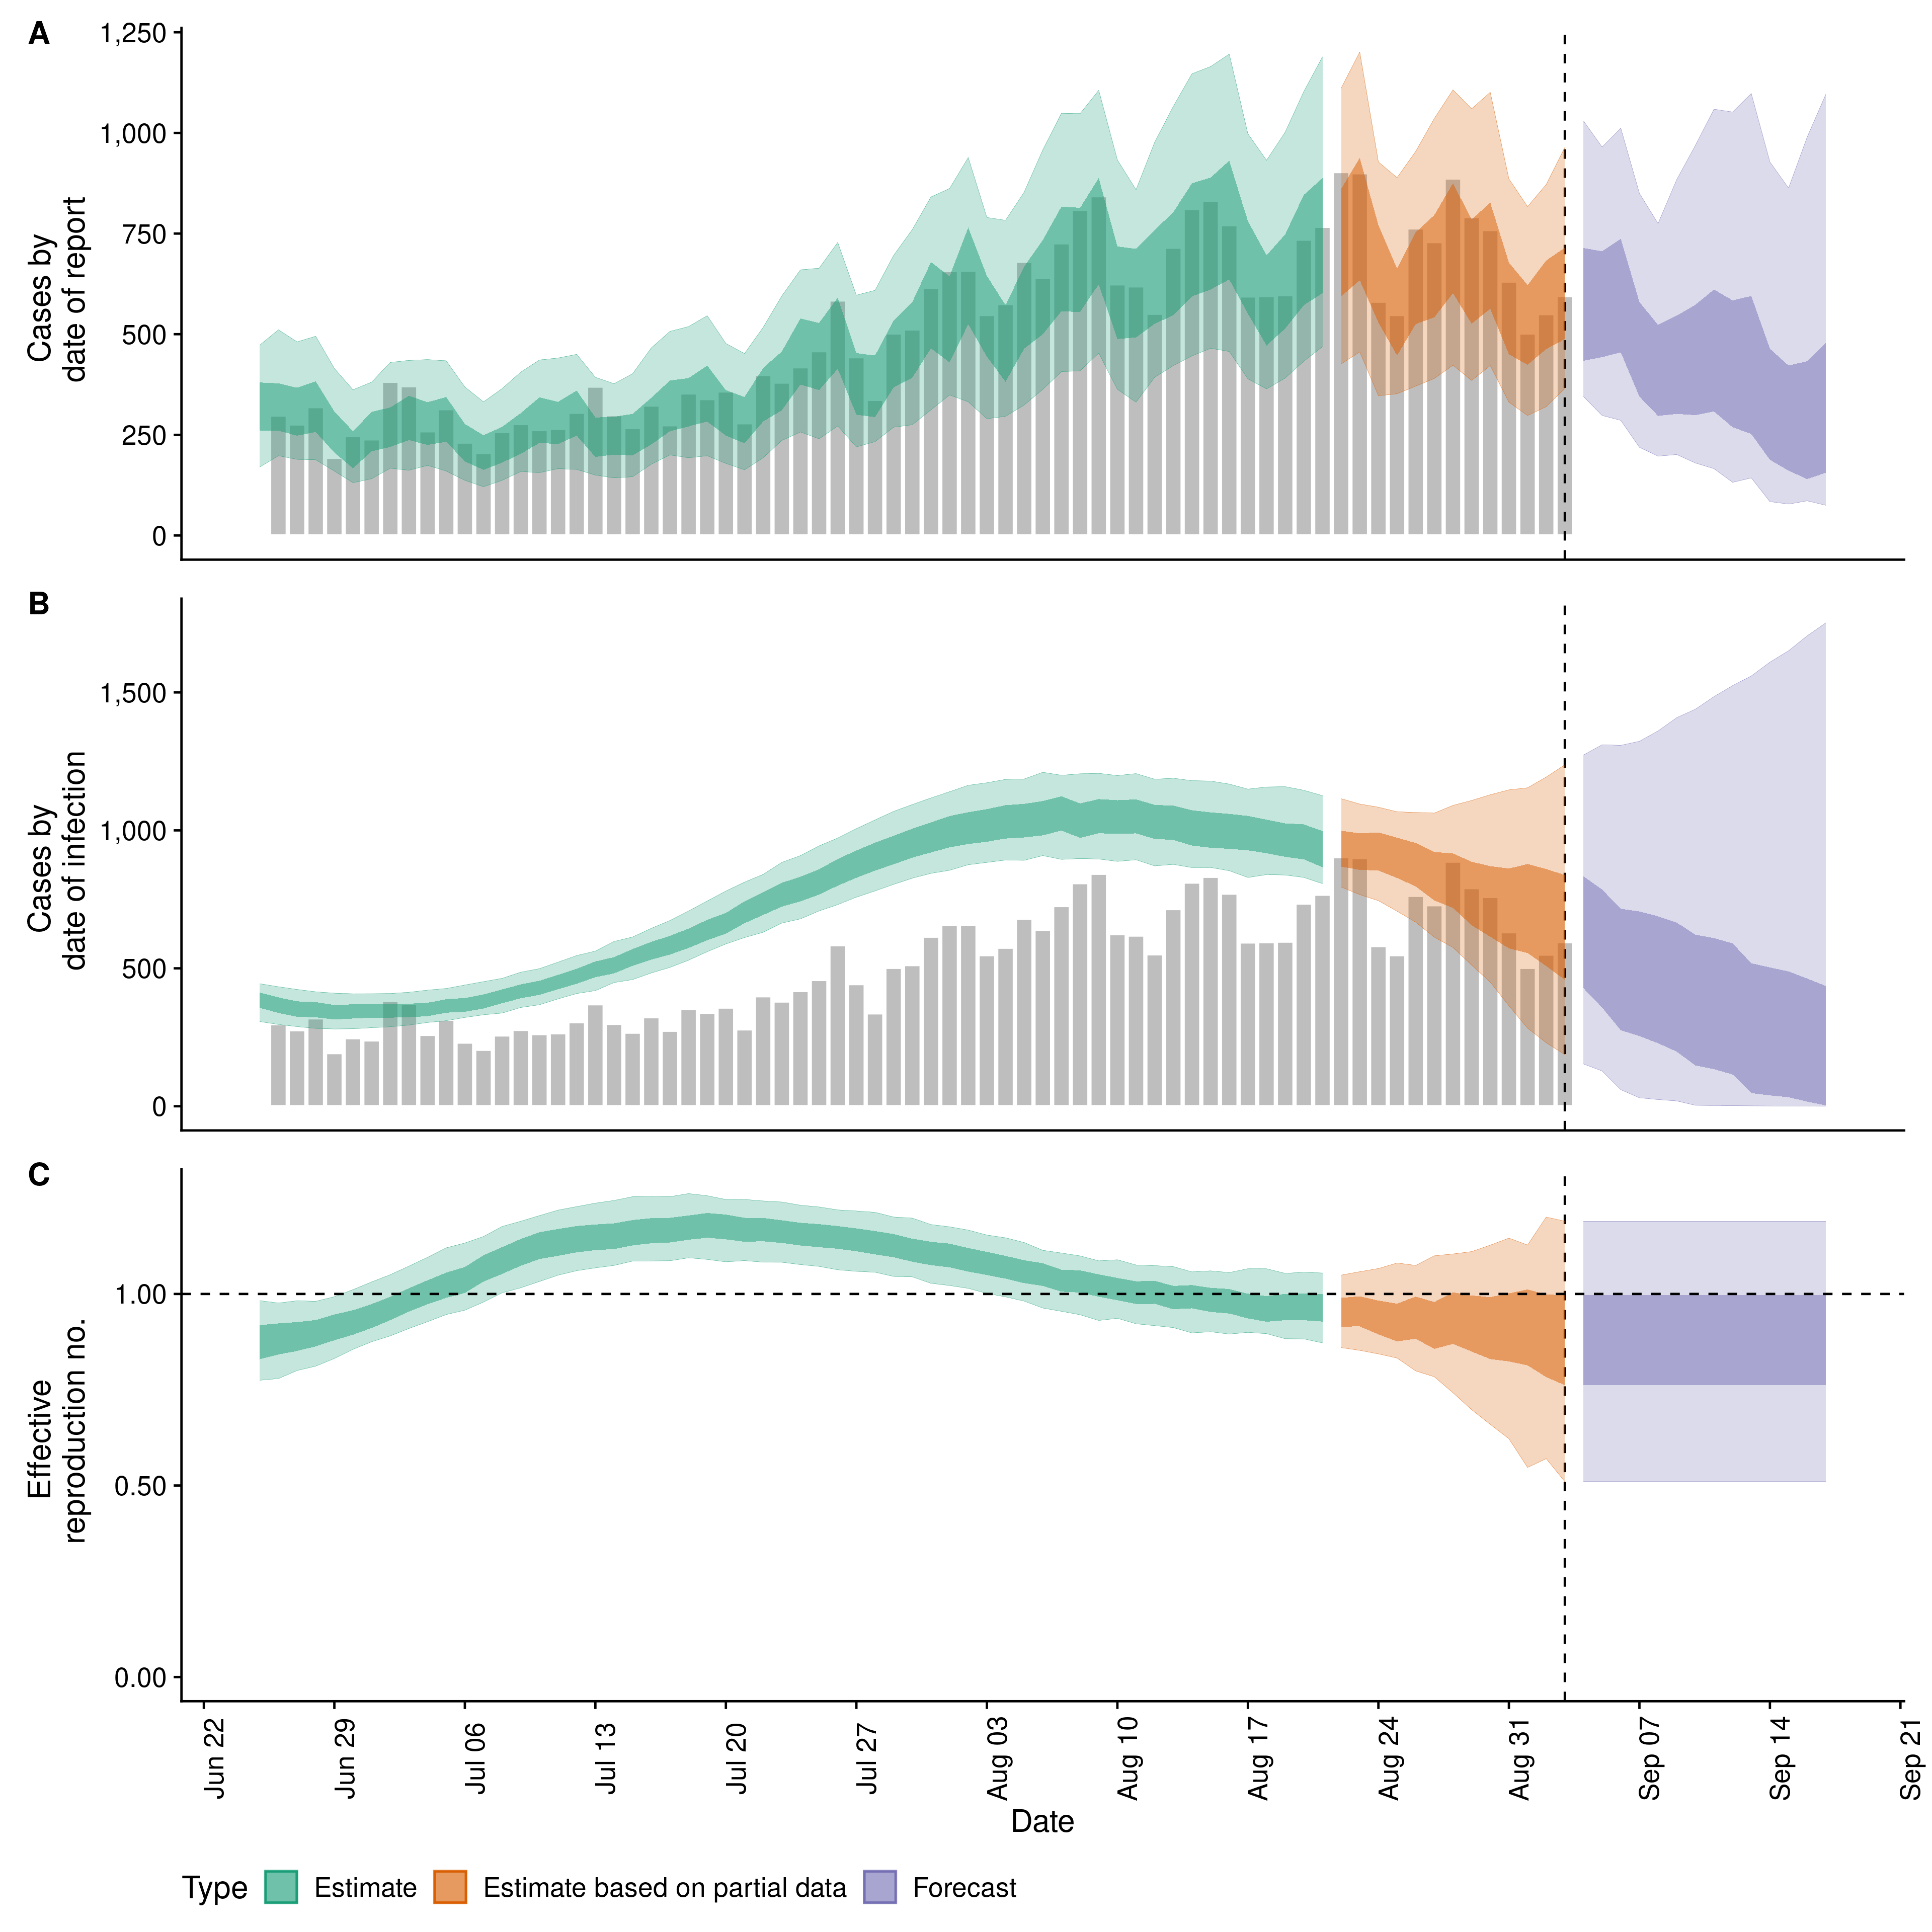 A
Cases by
date of report
1,250
1,000
750
500
250
0
B
Cases by
date of infection
1,500
1,000
500
0
C
Effective
reproduction no.
1.00
0.50
0.00
Jun 22
Jun 29
Jul 06
Jul 13
Jul 20
Jul 27
Aug 03
Aug 10
Aug 17
Aug 24
Aug 31
Sep 07
Sep 14
Sep 21
Date
Type Estimate Estimate based on partial data Forecast